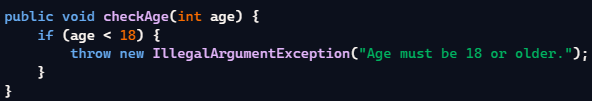 public void checkAge(int age) {
    if (age < 18) {
        throw new IllegalArgumentException("Age must be 18 or older.");
    }
}